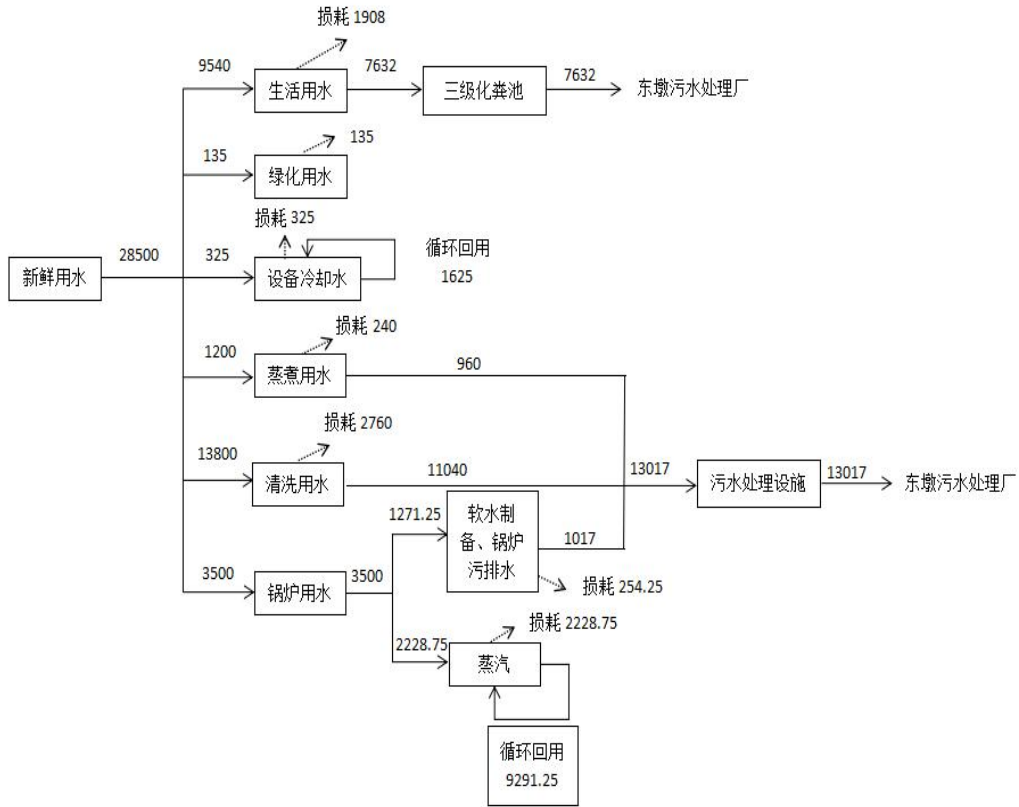 损耗 1908
9540
生活用水
7632
三级化粪池
7632
东墩污水处理厂
135
绿化用水
135
新鲜用水
28500
损耗 325
325
设备冷却水
循环回用
1625
损耗 240
1200
蒸煮用水
960
损耗 2760
13800
清洗用水
11040
13017
污水处理设施
13017
东墩污水处理厂
3500
锅炉用水
3500
1271.25
软水制
备、锅炉
污排水
1017
损耗 254.25
2228.75
蒸汽
损耗 2228.75
循环回用
9291.25